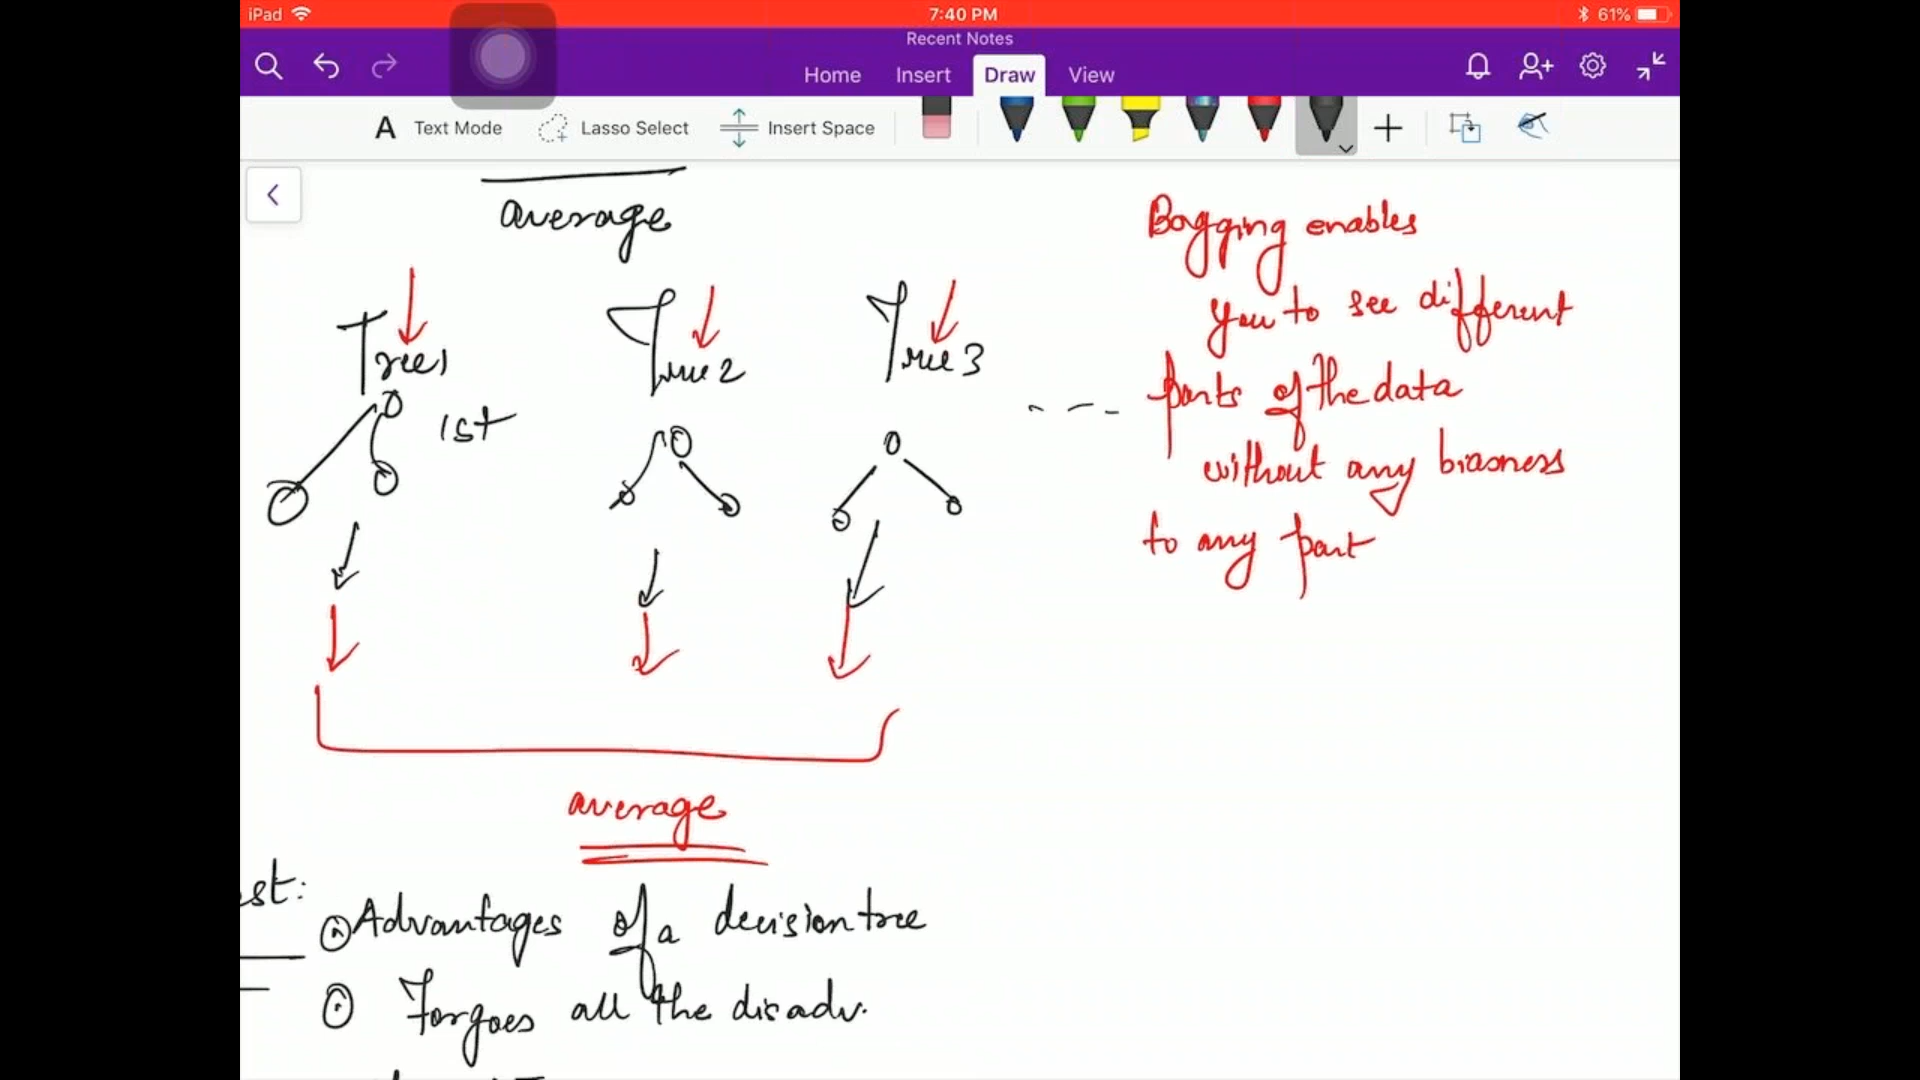 iPad
7:40 PM
61%
Recent Notes
Home Insert Draw View
A Text Mode Lasso Select Insert Space
average
Tree1 Tree 2 Tree 3
1st
Bagging enables
you to see different
parts of the data
without any biasness
to any part
average
st:
Advantages of a decision tree
Forgoes all the disadv.